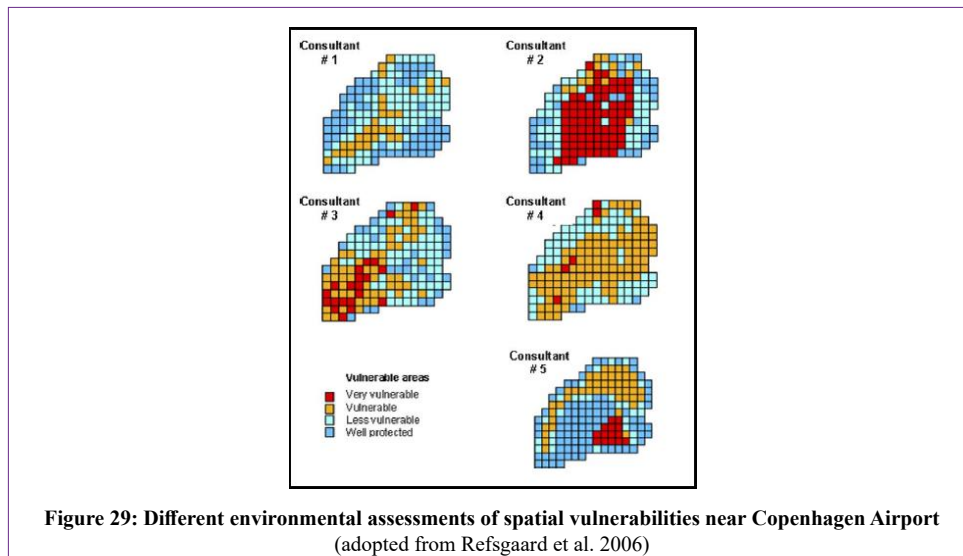 Consultant
# 1
Consultant
# 2
Consultant
# 3
Consultant
# 4
Consultant
# 5
Vulnerable areas
Very vulnerable
Vulnerable
Less vulnerable
Well protected
Figure 29: Different environmental assessments of spatial vulnerabilities near Copenhagen Airport
(adopted from Refsgaard et al. 2006)